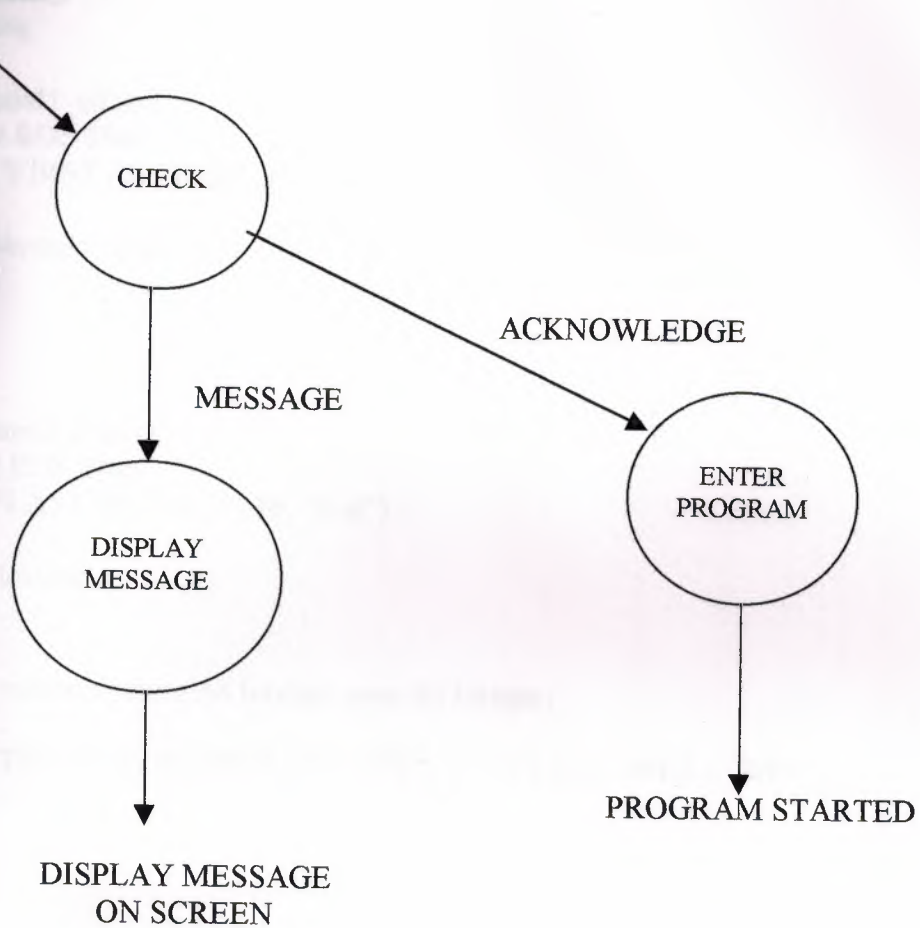 CHECK
ACKNOWLEDGE
MESSAGE
ENTER
PROGRAM
DISPLAY
MESSAGE
PROGRAM STARTED
DISPLAY MESSAGE
ON SCREEN